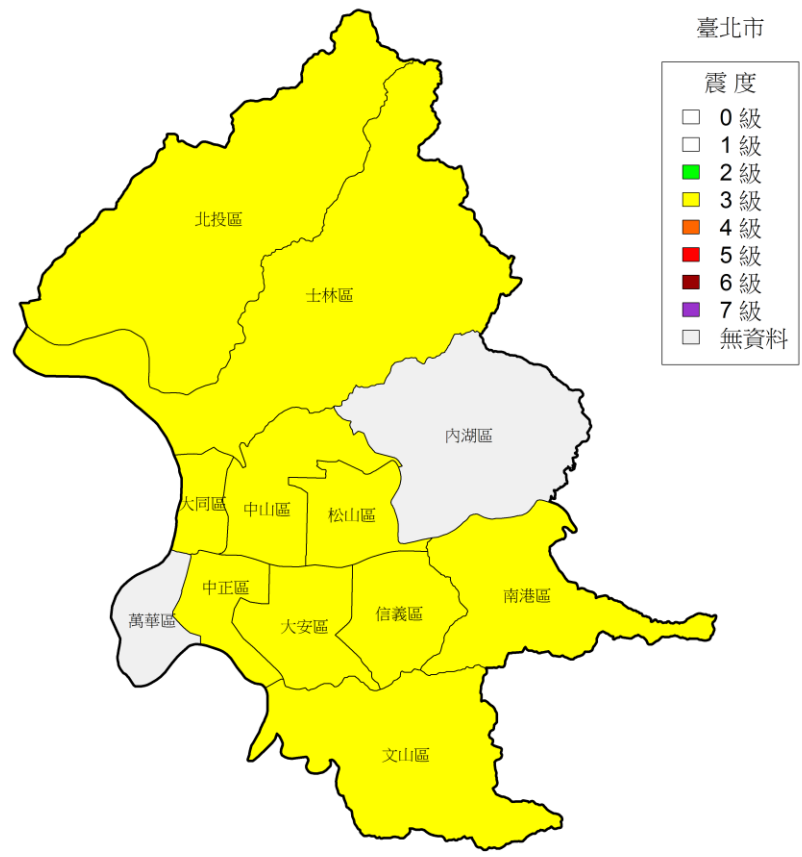 臺北市
震度
0 級
1 級
2 級
3 級
4 級
5 級
6 級
7 級
無資料
北投區
士林區
內湖區
大同區
中山區
松山區
中正區
南港區
萬華區
大安區
信義區
文山區